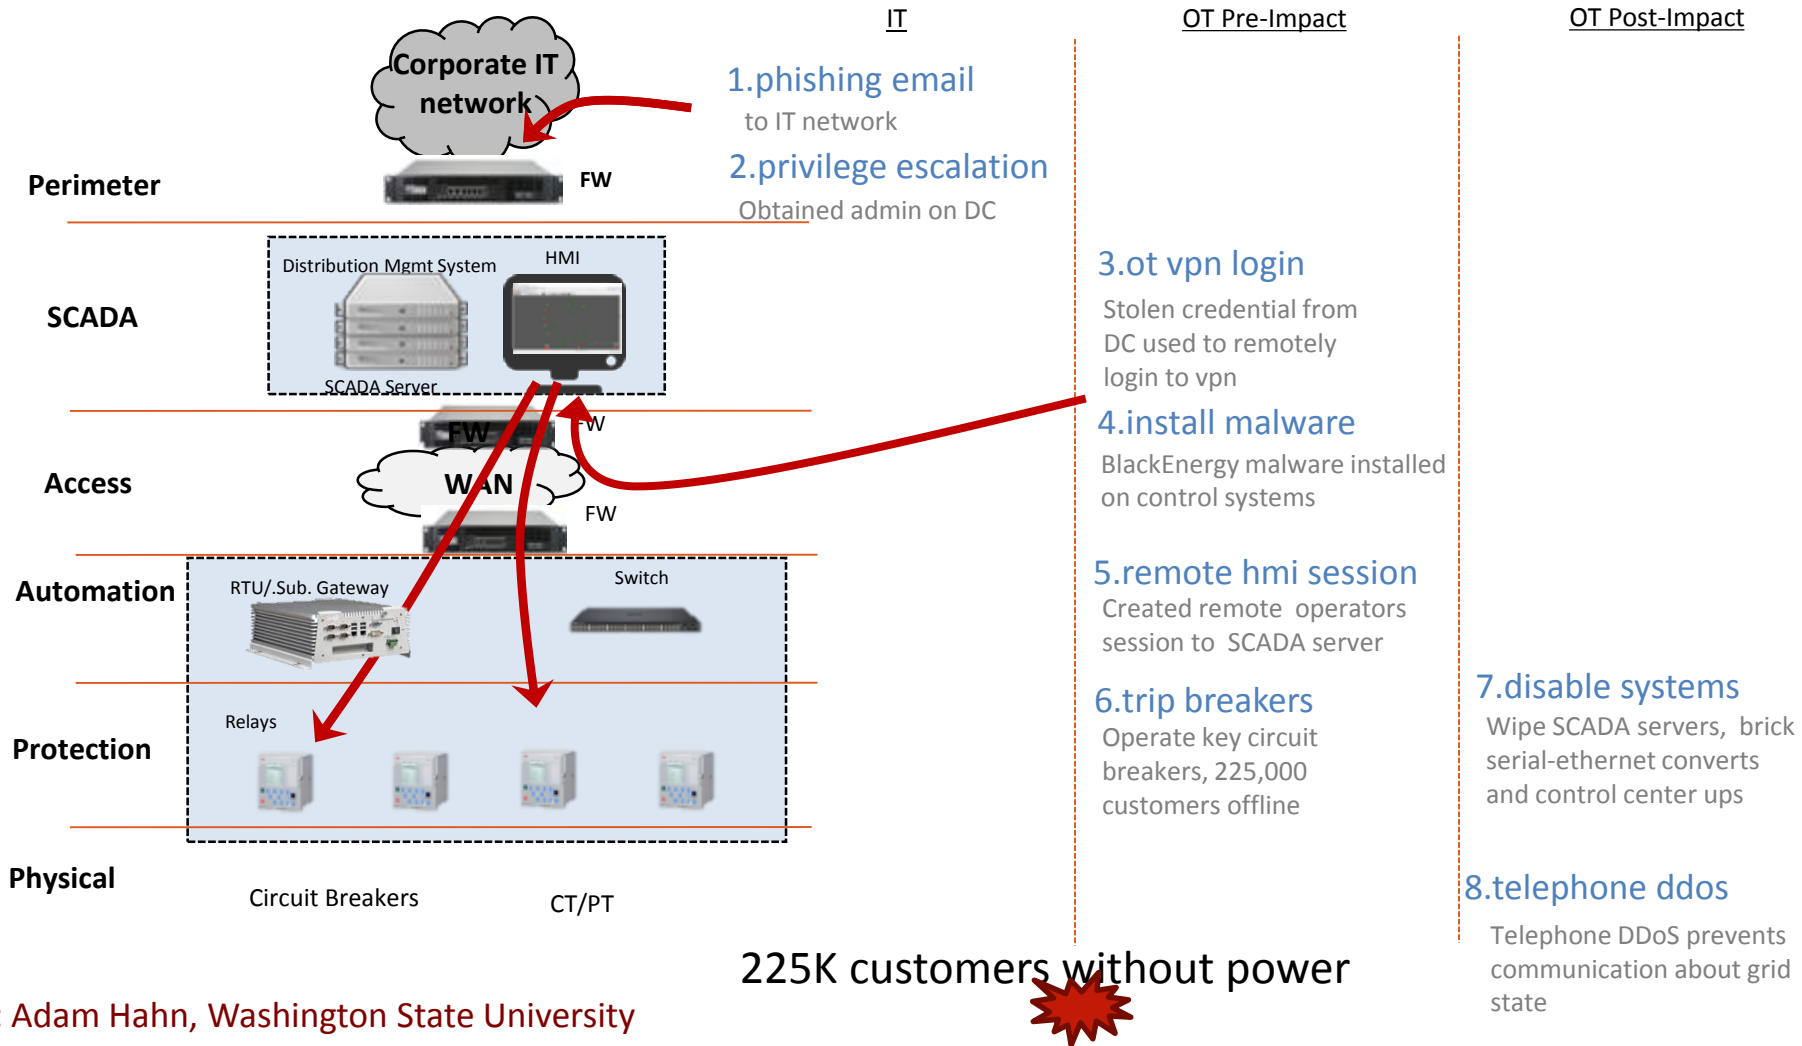 IT
OT Pre-Impact
OT Post-Impact
Corporate IT
network
FW
Perimeter
1.phishing email
to IT network
2.privilege escalation
Obtained admin on DC
SCADA
Distribution Mgmt System
HMI
SCADA Server
3.ot vpn login
Stolen credential from
DC used to remotely
login to vpn
FW
FW
Access
WAN
FW
4.install malware
BlackEnergy malware installed
on control systems
Automation
RTU/.Sub. Gateway
Switch
5.remote hmi session
Created remote operators
session to SCADA server
Protection
Relays
6.trip breakers
Operate key circuit
breakers, 225,000
customers offline
7.disable systems
Wipe SCADA servers, brick
serial-ethernet converts
and control center ups
Physical
Circuit Breakers
CT/PT
8.telephone ddos
Telephone DDoS prevents
communication about grid
state
225K customers without power
: Adam Hahn, Washington State University